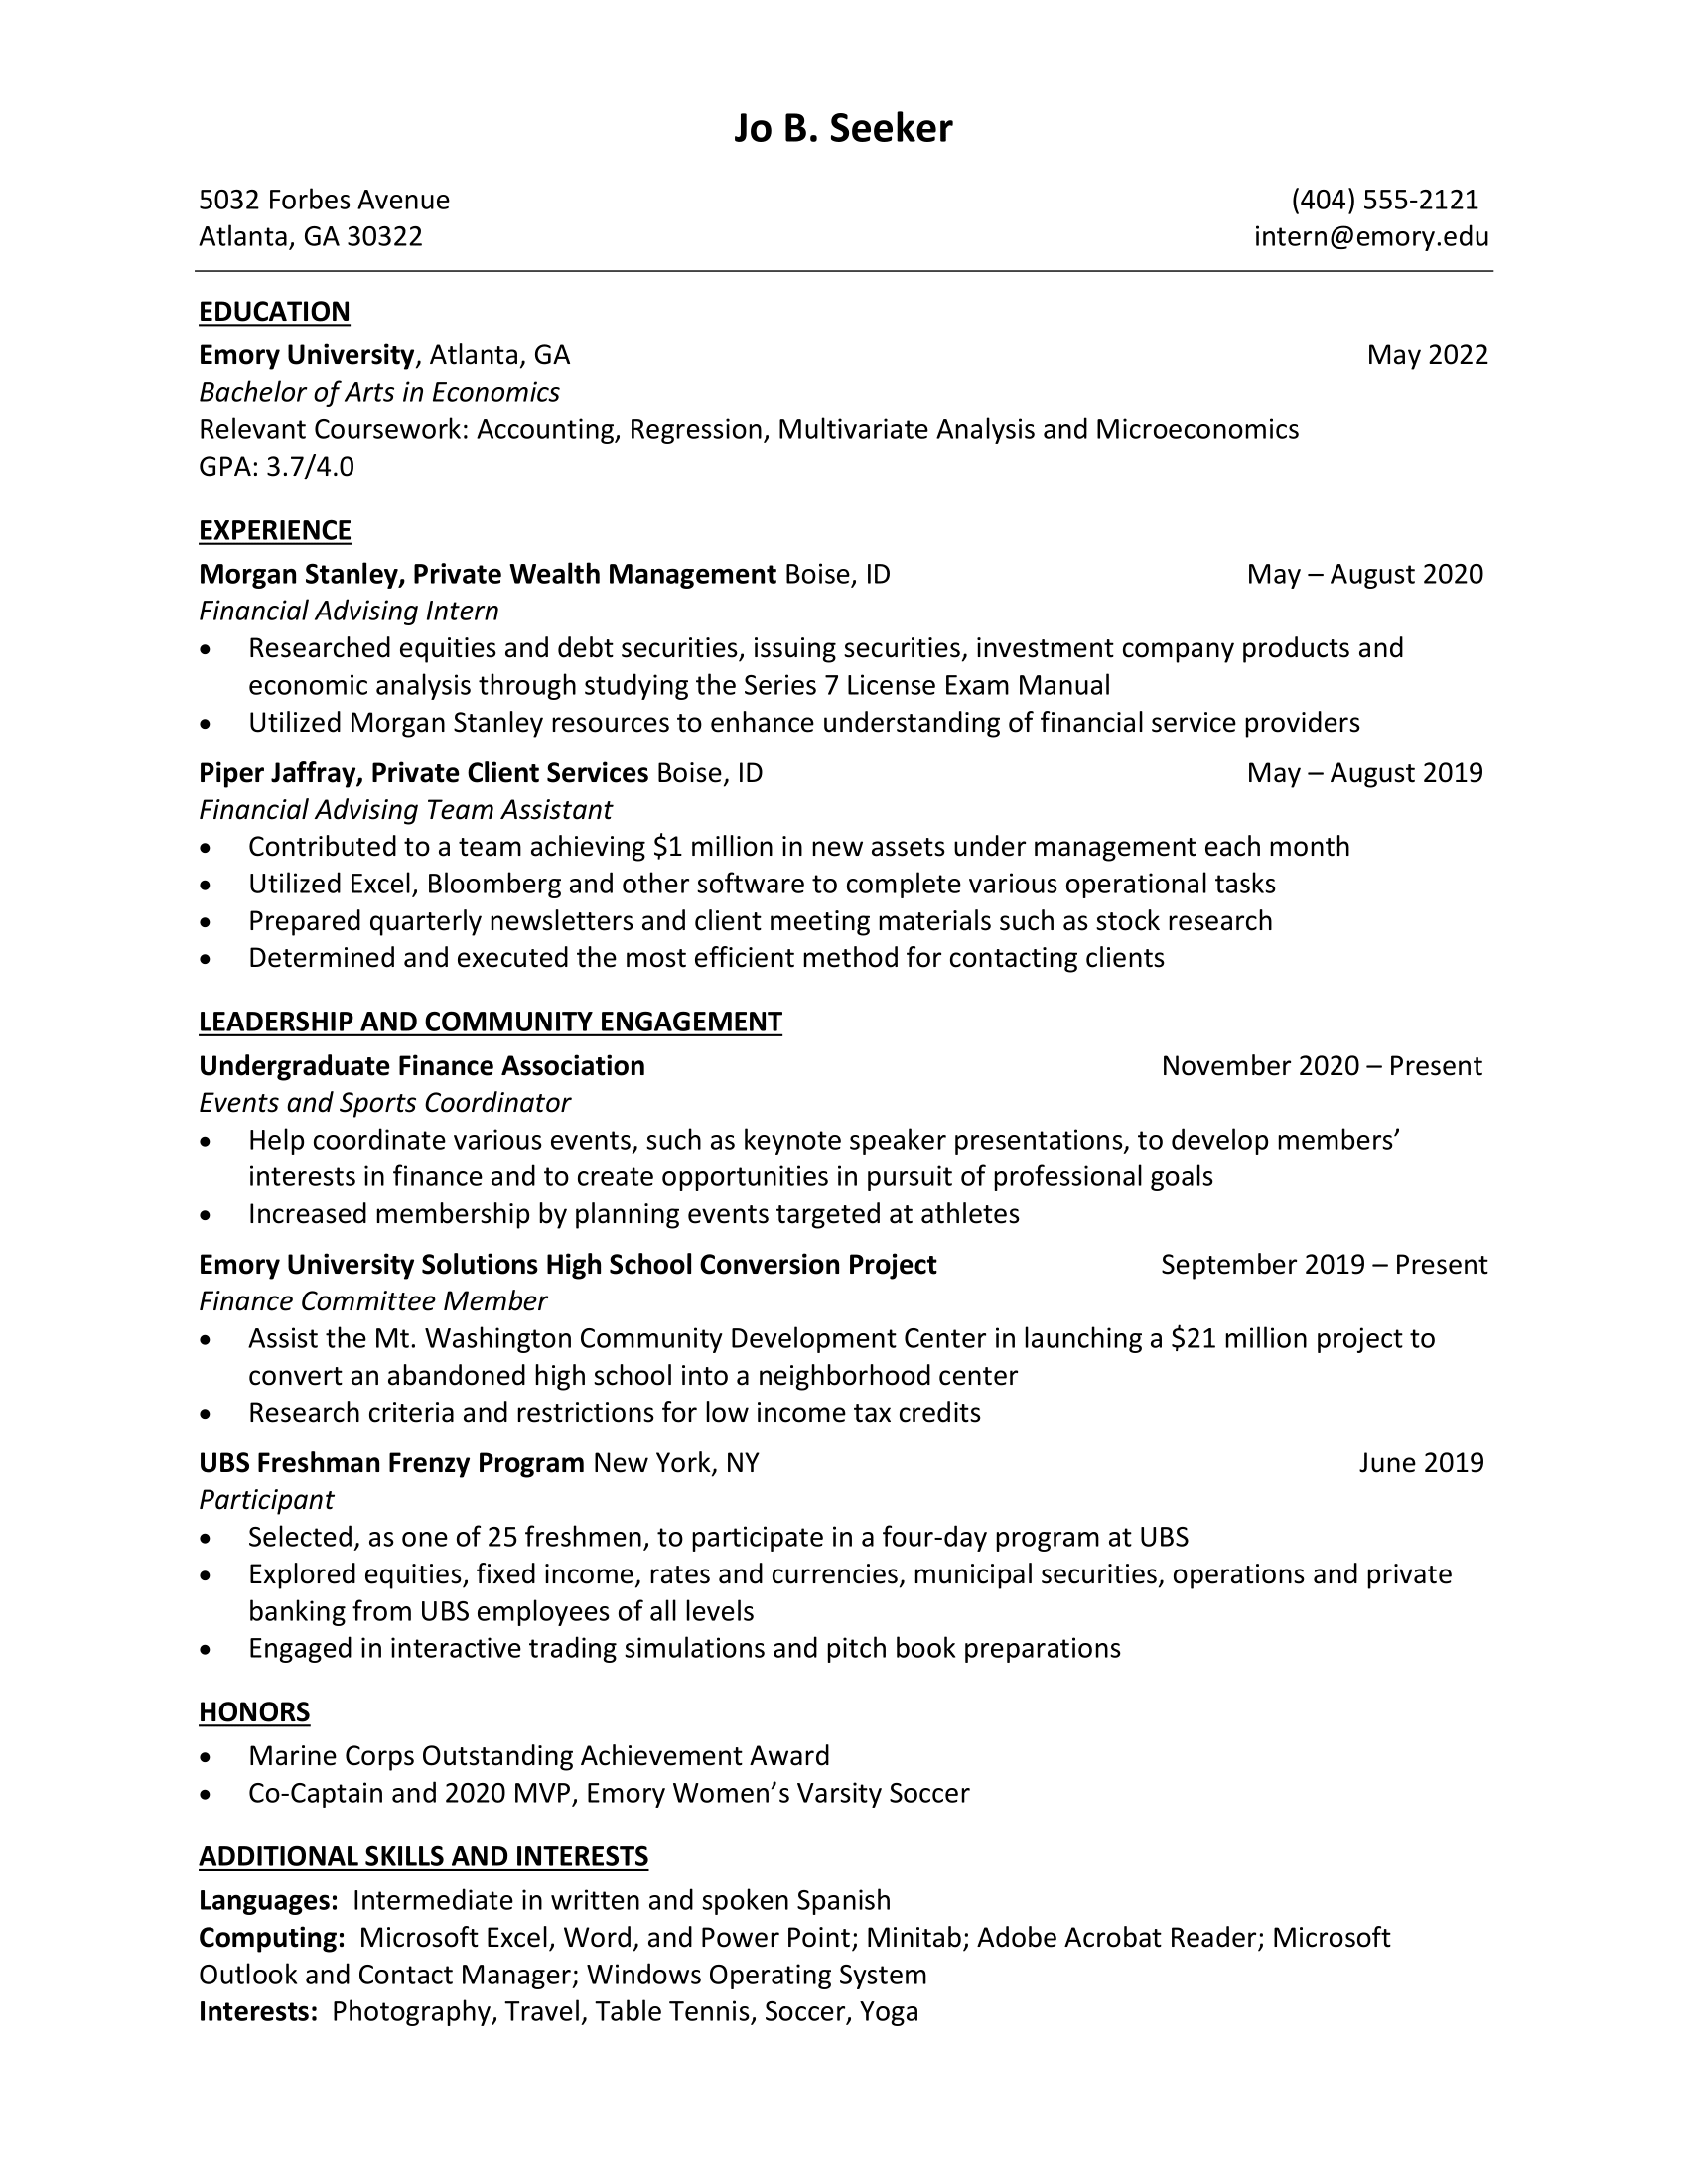 Jo B. Seeker
5032 Forbes Avenue (404) 555-2121
Atlanta, GA 30322 intern@emory.edu
EDUCATION
Emory University, Atlanta, GA May 2022
Bachelor of Arts in Economics
Relevant Coursework: Accounting, Regression, Multivariate Analysis and Microeconomics
GPA: 3.7/4.0
EXPERIENCE
Morgan Stanley, Private Wealth Management Boise, ID May – August 2020
Financial Advising Intern
• Researched equities and debt securities, issuing securities, investment company products and
economic analysis through studying the Series 7 License Exam Manual
• Utilized Morgan Stanley resources to enhance understanding of financial service providers
Piper Jaffray, Private Client Services Boise, ID May – August 2019
Financial Advising Team Assistant
• Contributed to a team achieving $1 million in new assets under management each month
• Utilized Excel, Bloomberg and other software to complete various operational tasks
• Prepared quarterly newsletters and client meeting materials such as stock research
• Determined and executed the most efficient method for contacting clients
LEADERSHIP AND COMMUNITY ENGAGEMENT
Undergraduate Finance Association November 2020 – Present
Events and Sports Coordinator
• Help coordinate various events, such as keynote speaker presentations, to develop members’
interests in finance and to create opportunities in pursuit of professional goals
• Increased membership by planning events targeted at athletes
Emory University Solutions High School Conversion Project September 2019 – Present
Finance Committee Member
• Assist the Mt. Washington Community Development Center in launching a $21 million project to
convert an abandoned high school into a neighborhood center
• Research criteria and restrictions for low income tax credits
UBS Freshman Frenzy Program New York, NY June 2019
Participant
• Selected, as one of 25 freshmen, to participate in a four-day program at UBS
• Explored equities, fixed income, rates and currencies, municipal securities, operations and private
banking from UBS employees of all levels
• Engaged in interactive trading simulations and pitch book preparations
HONORS
• Marine Corps Outstanding Achievement Award
• Co-Captain and 2020 MVP, Emory Women’s Varsity Soccer
ADDITIONAL SKILLS AND INTERESTS
Languages: Intermediate in written and spoken Spanish
Computing: Microsoft Excel, Word, and Power Point; Minitab; Adobe Acrobat Reader; Microsoft
Outlook and Contact Manager; Windows Operating System
Interests: Photography, Travel, Table Tennis, Soccer, Yoga